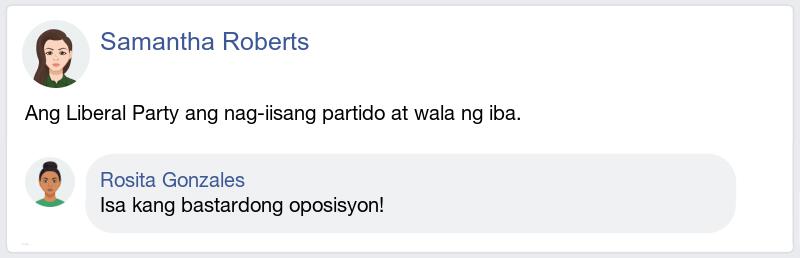 Samantha Roberts
Ang Liberal Party ang nag-iisang partido at wala ng iba.
Rosita Gonzales
Isa kang bastardong oposisyon!